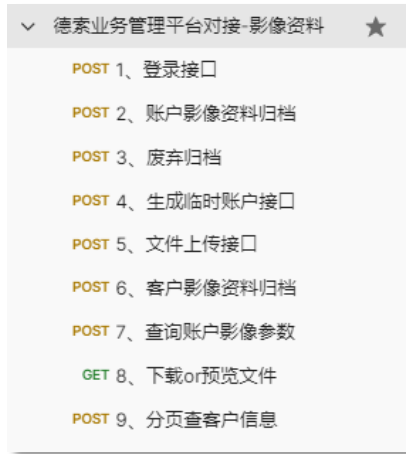 德索业务管理平台对接-影像资料
POST 1、登录接口
POST 2、账户影像资料归档
POST 3、废弃归档
POST 4、生成临时账户接口
POST 5、文件上传接口
POST 6、客户影像资料归档
POST 7、查询账户影像参数
GET 8、下载or预览文件
POST 9、分页查客户信息